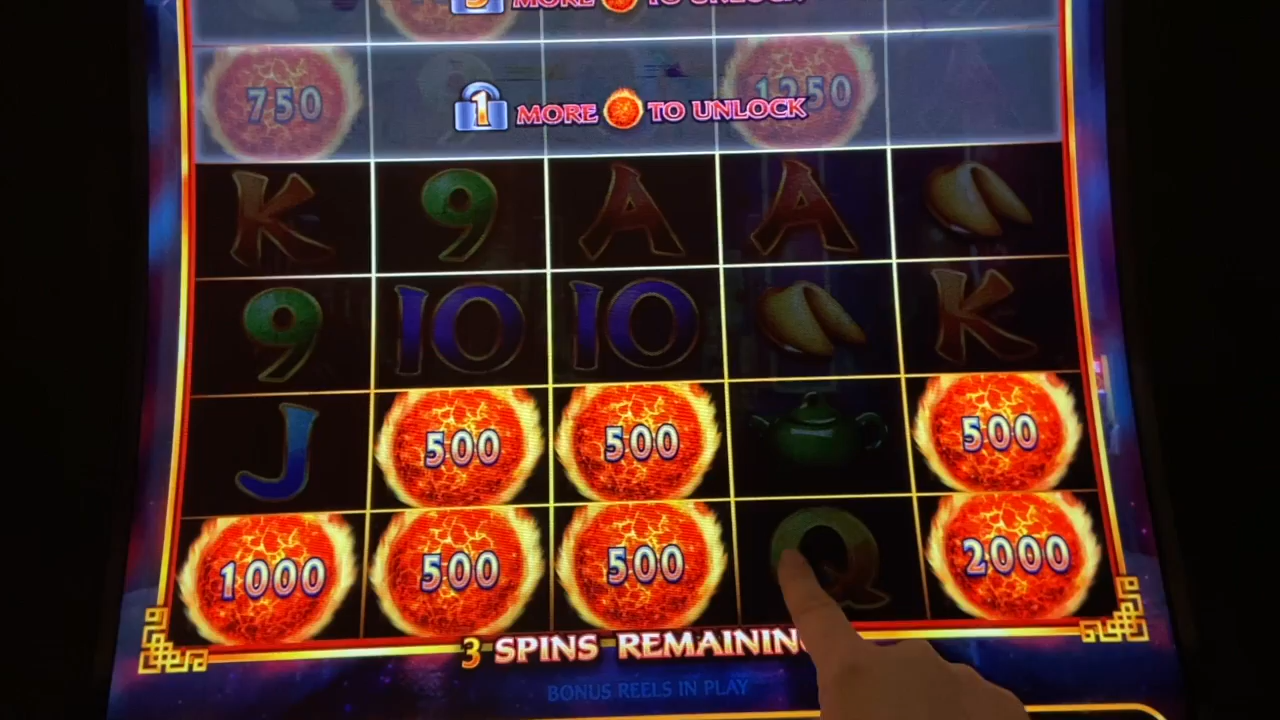 3 MORE TO UNLOCK
750 1250
1 MORE TO UNLOCK
K 9 A A
9 10 10 K
J 500 500 500
1000 500 500 Q 2000
3 SPINS REMAINING
BONUS REELS IN PLAY